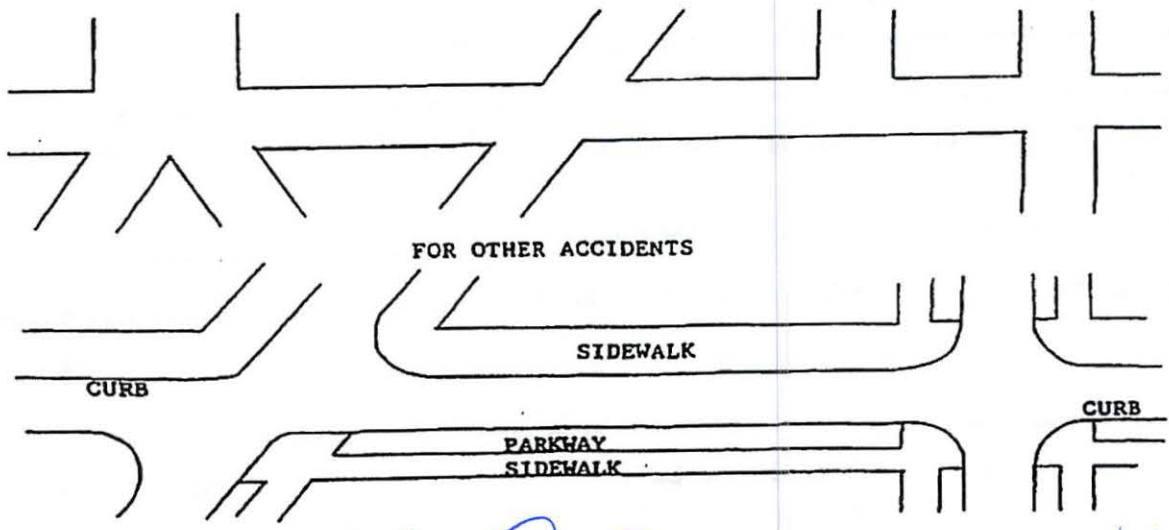 FOR OTHER ACCIDENTS
SIDEWALK
CURB
CURB
PARKWAY
SIDEWALK